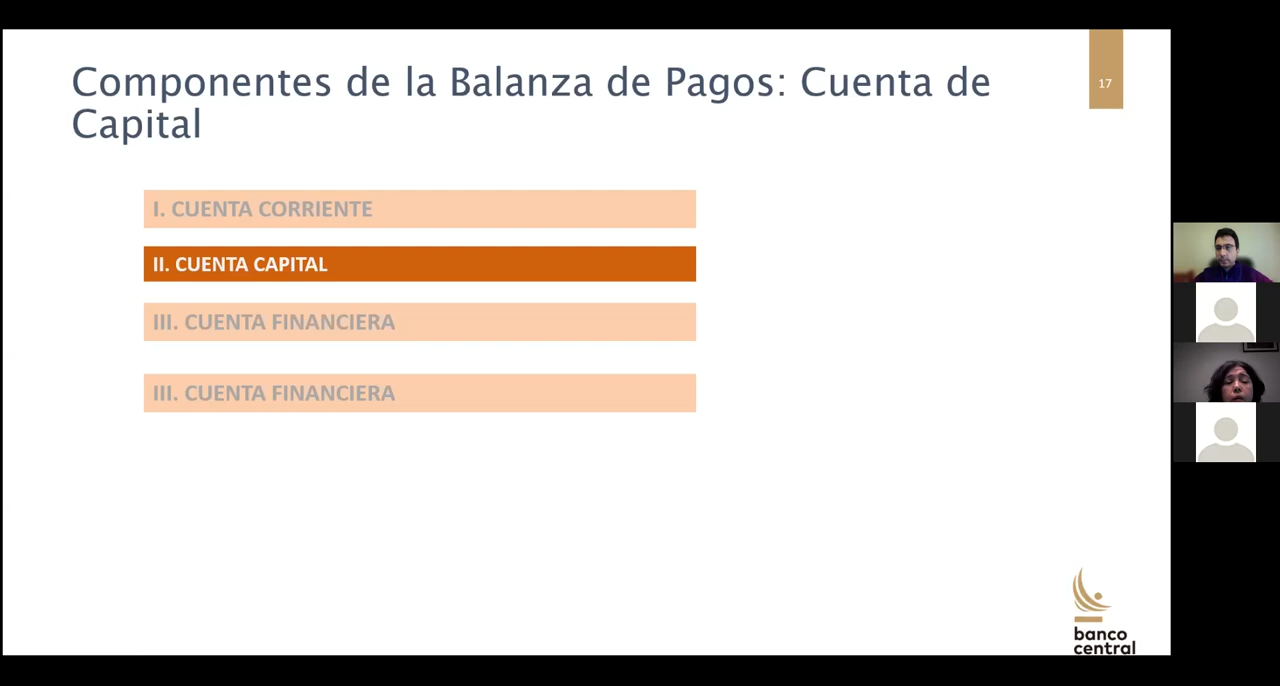 Componentes de la Balanza de Pagos: Cuenta de
Capital
17
I. CUENTA CORRIENTE
II. CUENTA CAPITAL
III. CUENTA FINANCIERA
III. CUENTA FINANCIERA
banco
central